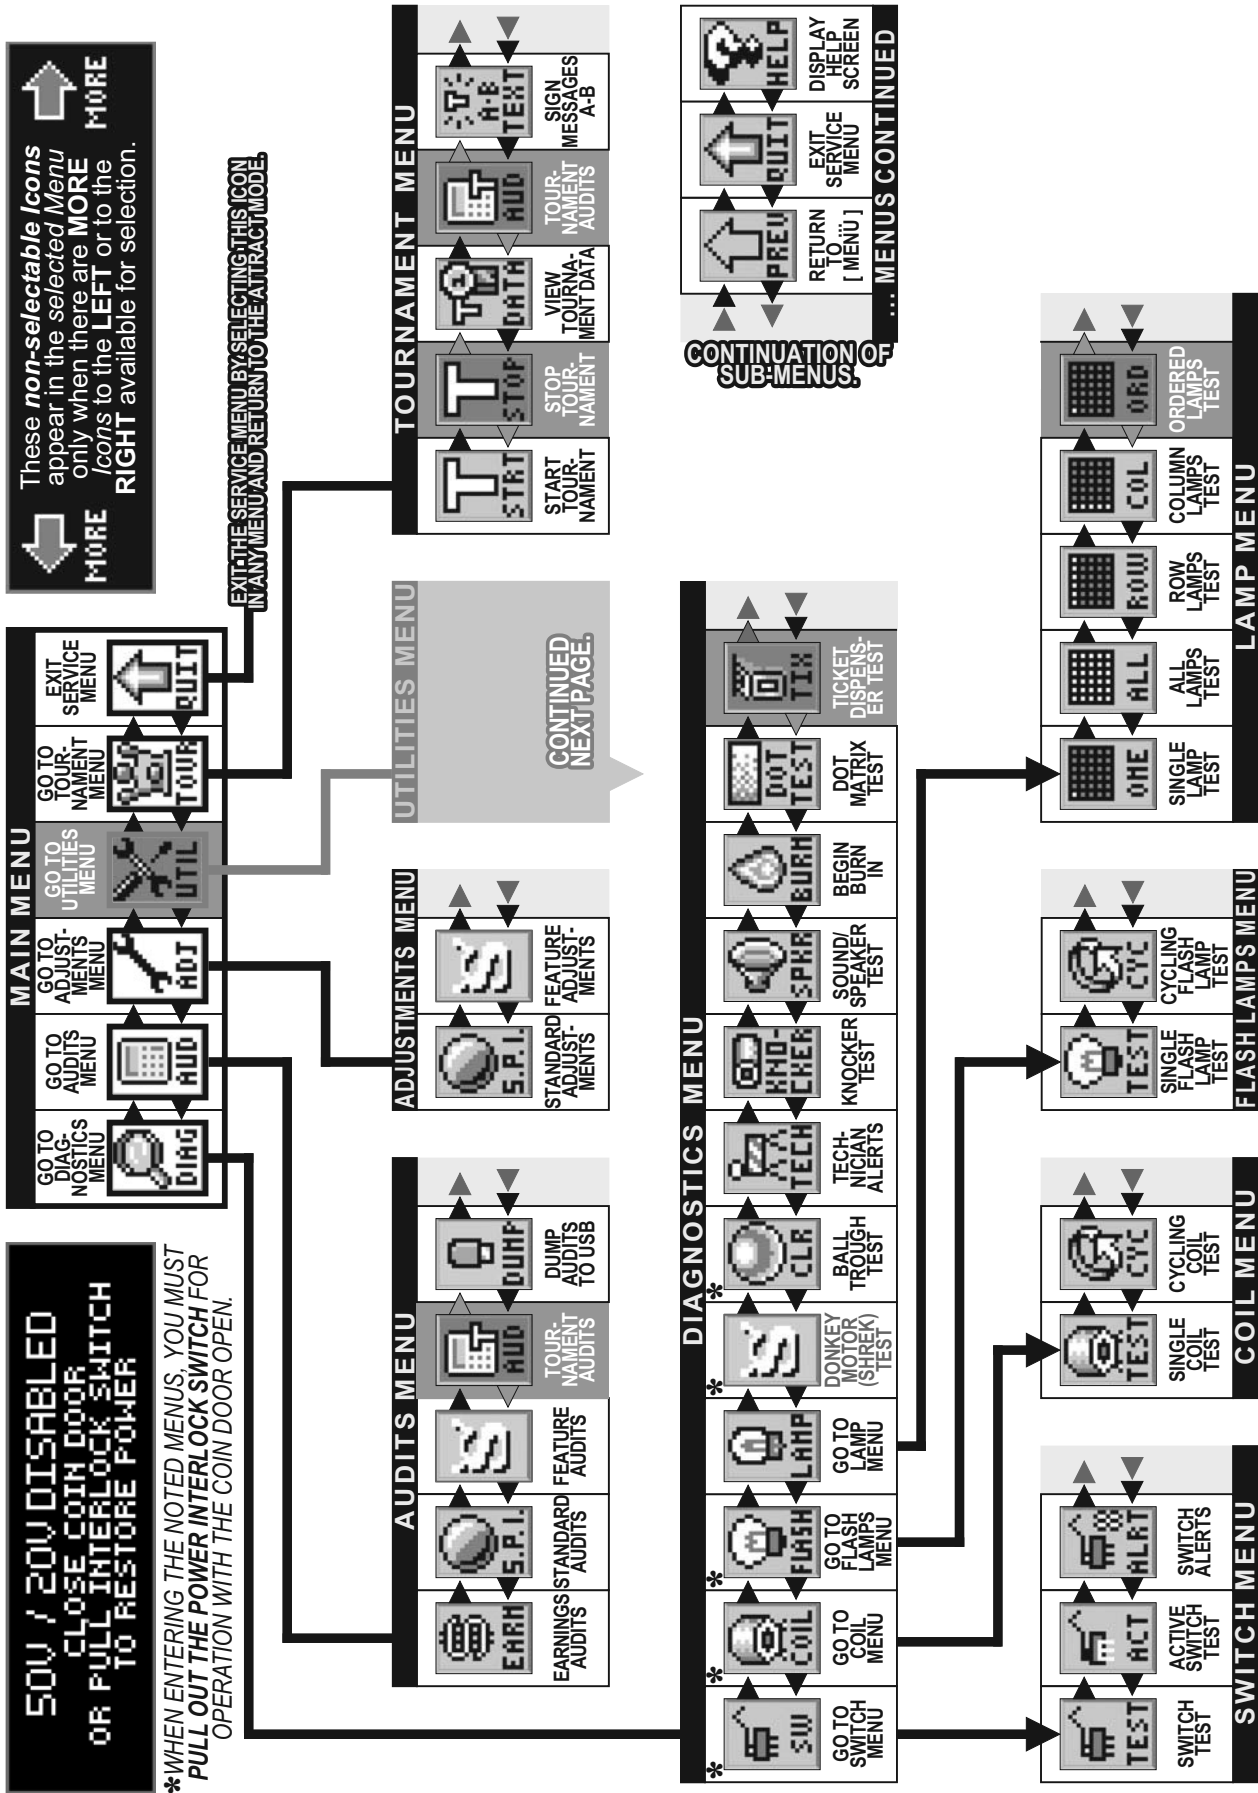 50V / 20V DISABLED
CLOSE COIN DOOR
OR PULL INTERLOCK SWITCH
TO RESTORE POWER
*WHEN ENTERING THE NOTED MENUS, YOU MUST
PULL OUT THE POWER INTERLOCK SWITCH FOR
OPERATION WITH THE COIN DOOR OPEN.
MAIN MENU
GO TO
DIAG-
NOSTICS
MENU
DIAG
GO TO
AUDITS
MENU
AUD
GO TO
ADJUST-
MENTS
MENU
ADJ
GO TO
UTILITIES
MENU
UTIL
GO TO
TOUR-
NAMENT
MENU
TOUR
EXIT
SERVICE
MENU
QUIT
MORE
These non-selectable Icons
appear in the selected Menu
only when there are MORE
Icons to the LEFT or to the
RIGHT available for selection.
MORE
EXIT THE SERVICE MENU BY SELECTING THIS ICON
IN ANY MENU AND RETURN TO THE ATTRACT MODE.
AUDITS MENU
EARN
EARNINGS
AUDITS
S.P.I.
STANDARD
AUDITS
FEATURE
AUDITS
AUD
TOUR-
NAMENT
AUDITS
DUMP
DUMP
AUDITS
TO USB
ADJUSTMENTS MENU
S.P.I.
STANDARD
ADJUST-
MENTS
FEATURE
ADJUST-
MENTS
UTILITIES MENU
CONTINUED
NEXT PAGE.
TOURNAMENT MENU
STRT
START
TOUR-
NAMENT
STOP
STOP
TOUR-
NAMENT
DATA
VIEW
TOURNA-
MENT DATA
AUD
TOUR-
NAMENT
AUDITS
A-B
TEXT
SIGN
MESSAGES
A-B
DIAGNOSTICS MENU
*
SW
GO TO
SWITCH
MENU
*
COIL
GO TO
COIL
MENU
*
FLASH
GO TO
FLASH
LAMPS
MENU
LAMP
GO TO
LAMP
MENU
*
DONKEY
MOTOR
(SHREK)
TEST
*
CLR
BALL
TROUGH
TEST
TECH
TECH-
NICIAN
ALERTS
KNO-
CKER
KNOCKER
TEST
SPKR
SOUND/
SPEAKER
TEST
BURN
BEGIN
BURN
IN
DOT
TEST
DOT
MATRIX
TEST
TIX
TICKET
DISPENS-
ER TEST
CONTINUATION OF
SUB-MENUS.
PREV
RETURN
TO
[ MENU ]
QUIT
EXIT
SERVICE
MENU
HELP
DISPLAY
HELP
SCREEN
... MENUS CONTINUED
TEST
SWITCH
TEST
ACT
ACTIVE
SWITCH
TEST
ALRT
SWITCH
ALERTS
SWITCH MENU
TEST
SINGLE
COIL
TEST
CYC
CYCLING
COIL
TEST
COIL MENU
TEST
SINGLE
FLASH
LAMP
TEST
CYC
CYCLING
FLASH
LAMP
TEST
FLASH LAMPS MENU
ONE
SINGLE
LAMP
TEST
ALL
ALL
LAMPS
TEST
ROW
ROW
LAMPS
TEST
COL
COLUMN
LAMPS
TEST
ORD
ORDERED
LAMPS
TEST
LAMP MENU